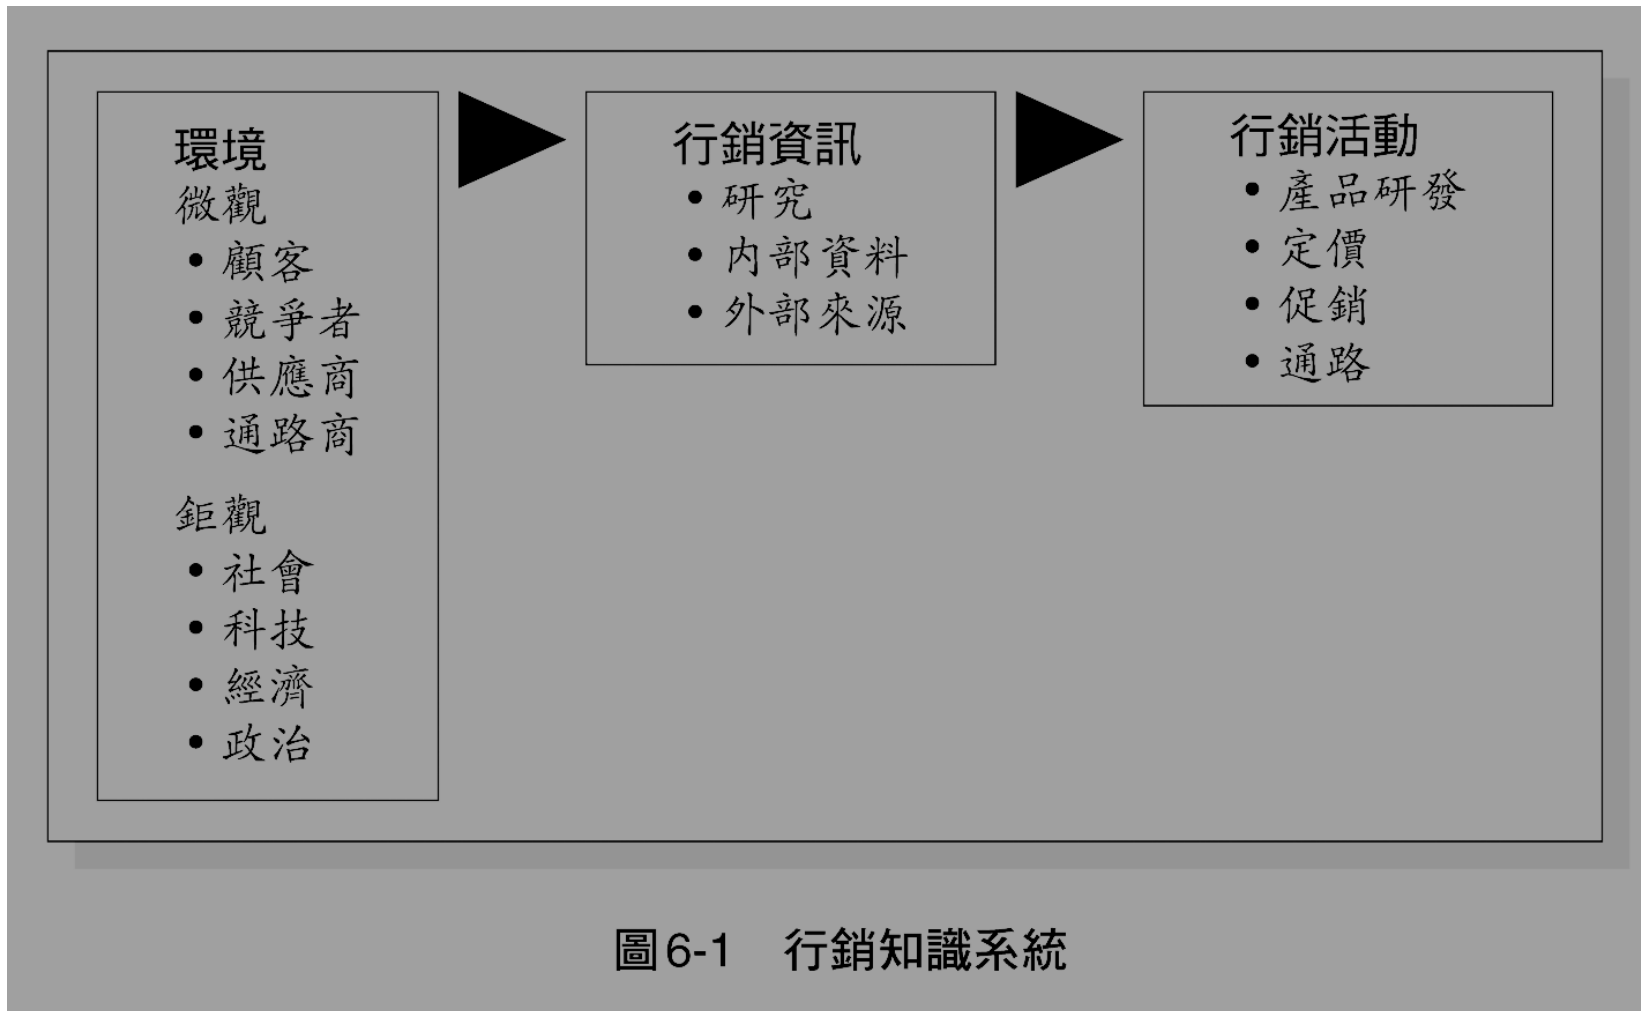 環境
微觀
• 顧客
• 競爭者
• 供應商
• 通路商
鉅觀
• 社會
• 科技
• 經濟
• 政治
行銷資訊
• 研究
• 內部資料
• 外部來源
行銷活動
• 產品研發
• 定價
• 促銷
• 通路
圖6-1 行銷知識系統